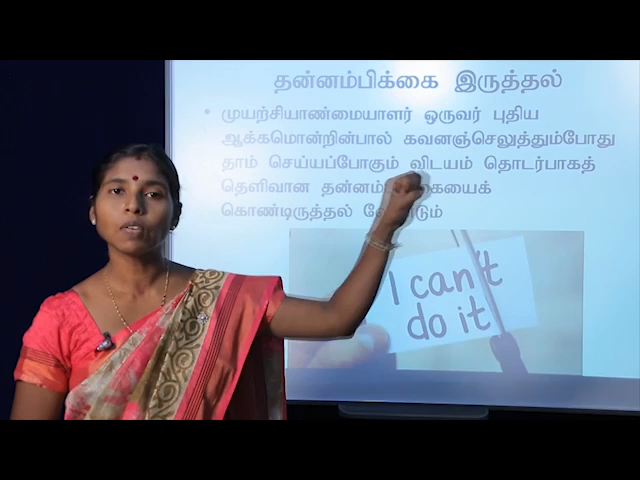 தன்னம்பிக்கை இருத்தல்
• முயற்சியாண்மையாளர் ஒருவர் புதிய
ஆக்கமொன்றின்பால் கவனஞ்செலுத்தும்போது
தாம் செய்யப்போகும் விடயம் தொடர்பாகத்
தெளிவான
கொண்டிருத்தல்
I can't
do it